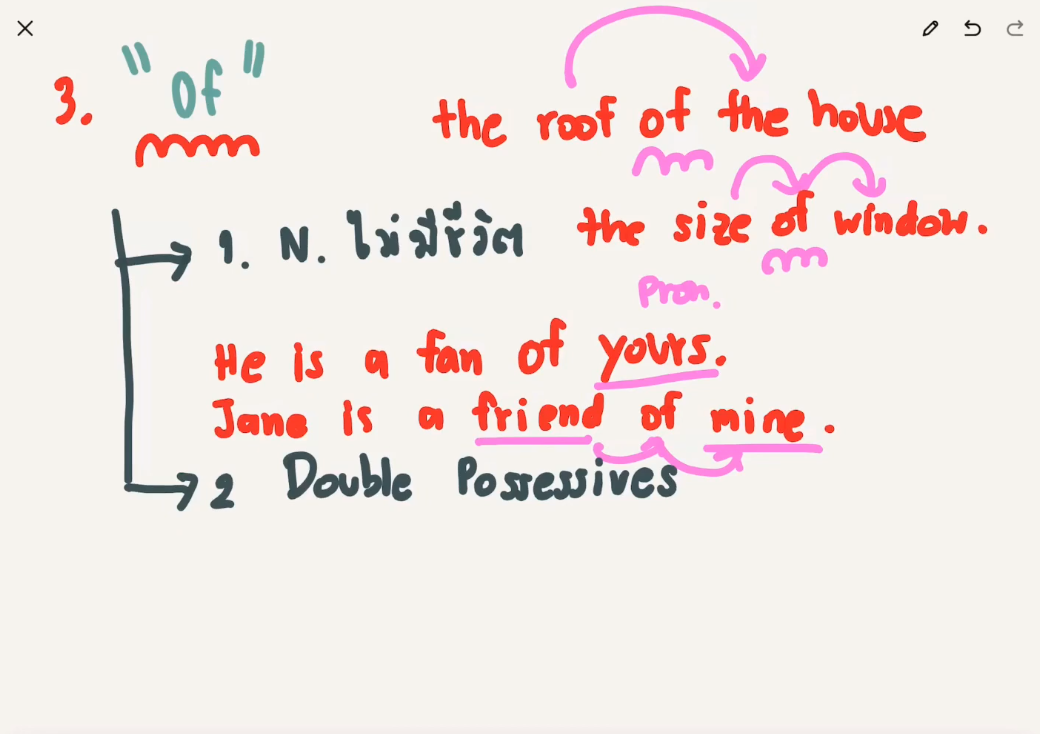 3. "Of"
the roof of the house
the size of window.
1. N. ไม่มีชีวิต
Pron.
He is a fan of yours.
Jane is a friend of mine.
2 Double Possessives